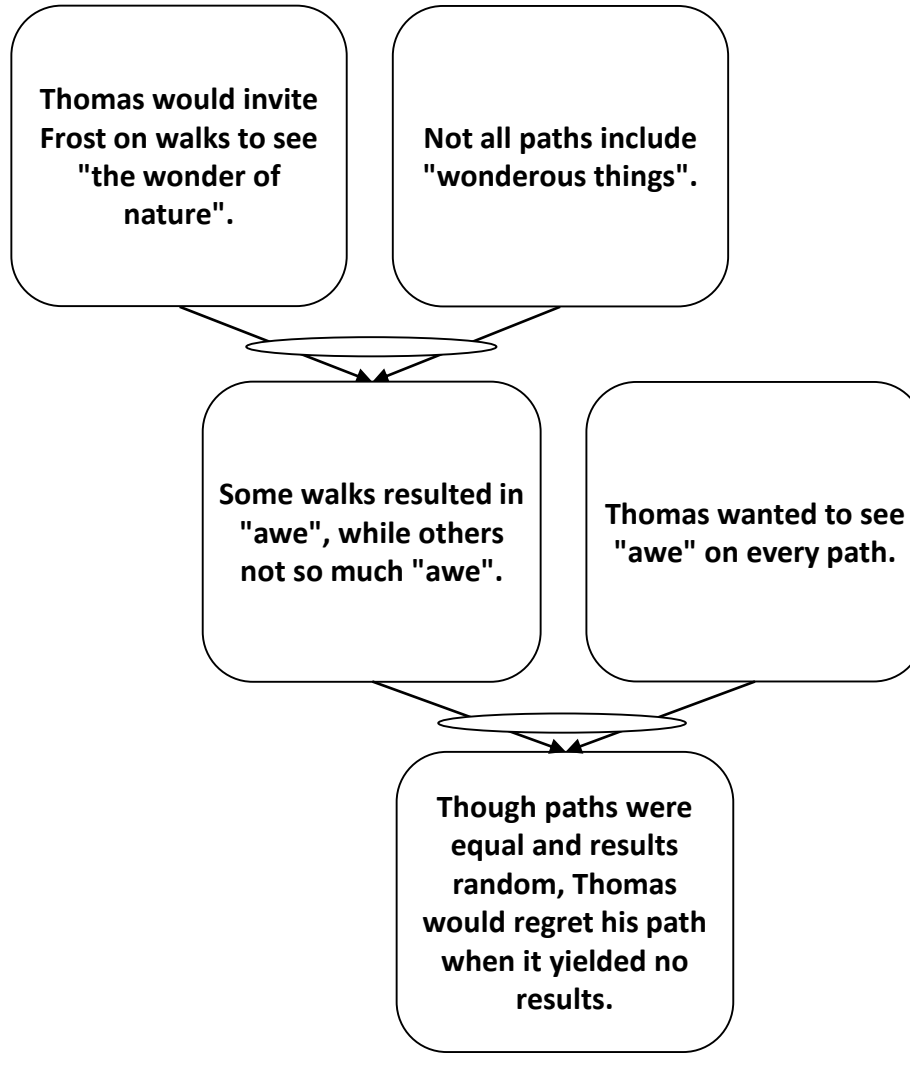 Thomas would invite
Frost on walks to see
"the wonder of
nature".
Not all paths include
"wonderous things".
Some walks resulted in
"awe", while others
not so much "awe".
Thomas wanted to see
"awe" on every path.
Though paths were
equal and results
random, Thomas
would regret his path
when it yielded no
results.